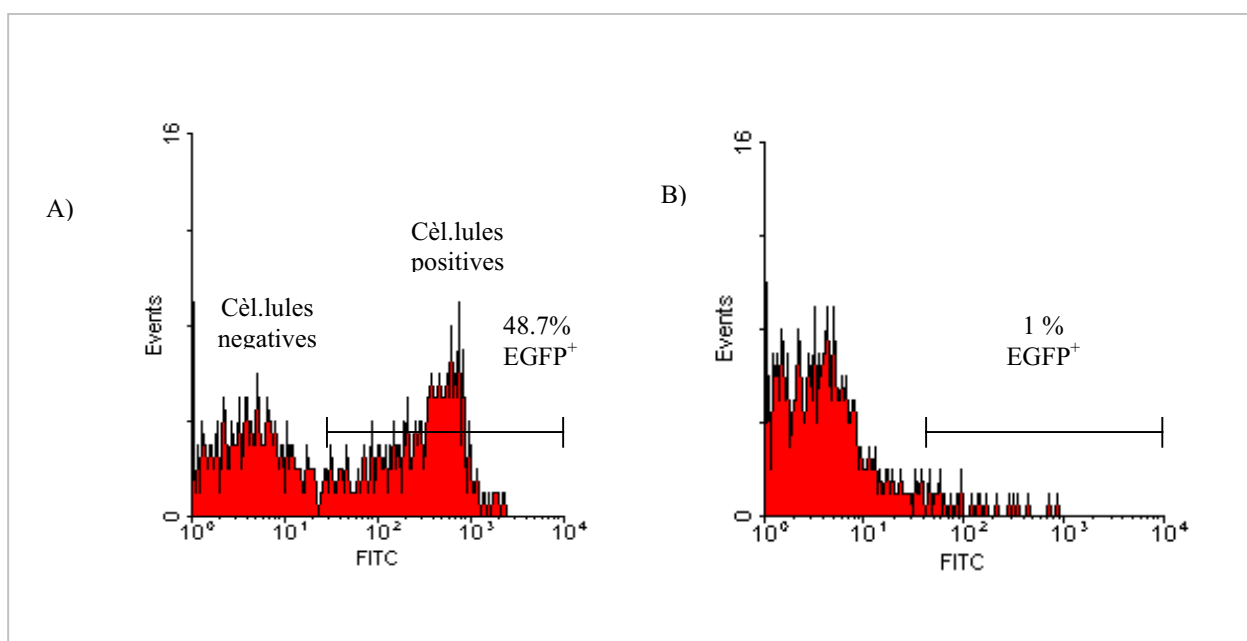 A)
16
Events
0
Cèl.lules
negatives
Cèl.lules
positives
48.7%
EGFP⁺
10⁰ 10¹ 10² 10³ 10⁴
FITC
B)
16
Events
0
1 %
EGFP⁺
10⁰ 10¹ 10² 10³ 10⁴
FITC